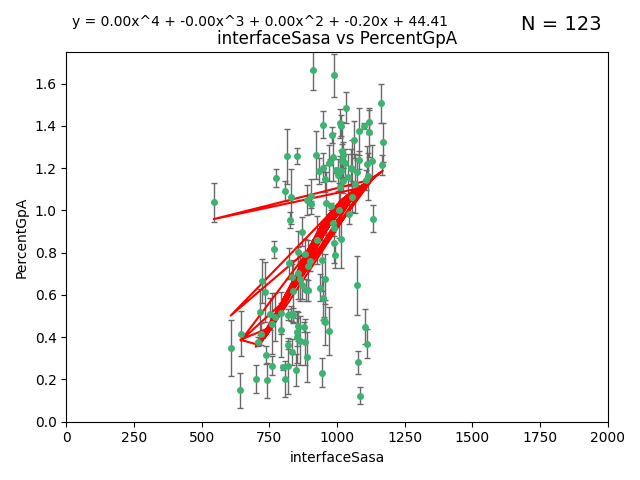 y = 0.00x^4 + -0.00x^3 + 0.00x^2 + -0.20x + 44.41
N = 123
interfaceSasa vs PercentGpA
PercentGpA
1.6
1.4
1.2
1.0
0.8
0.6
0.4
0.2
0.0
0 250 500 750 1000 1250 1500 1750 2000
interfaceSasa